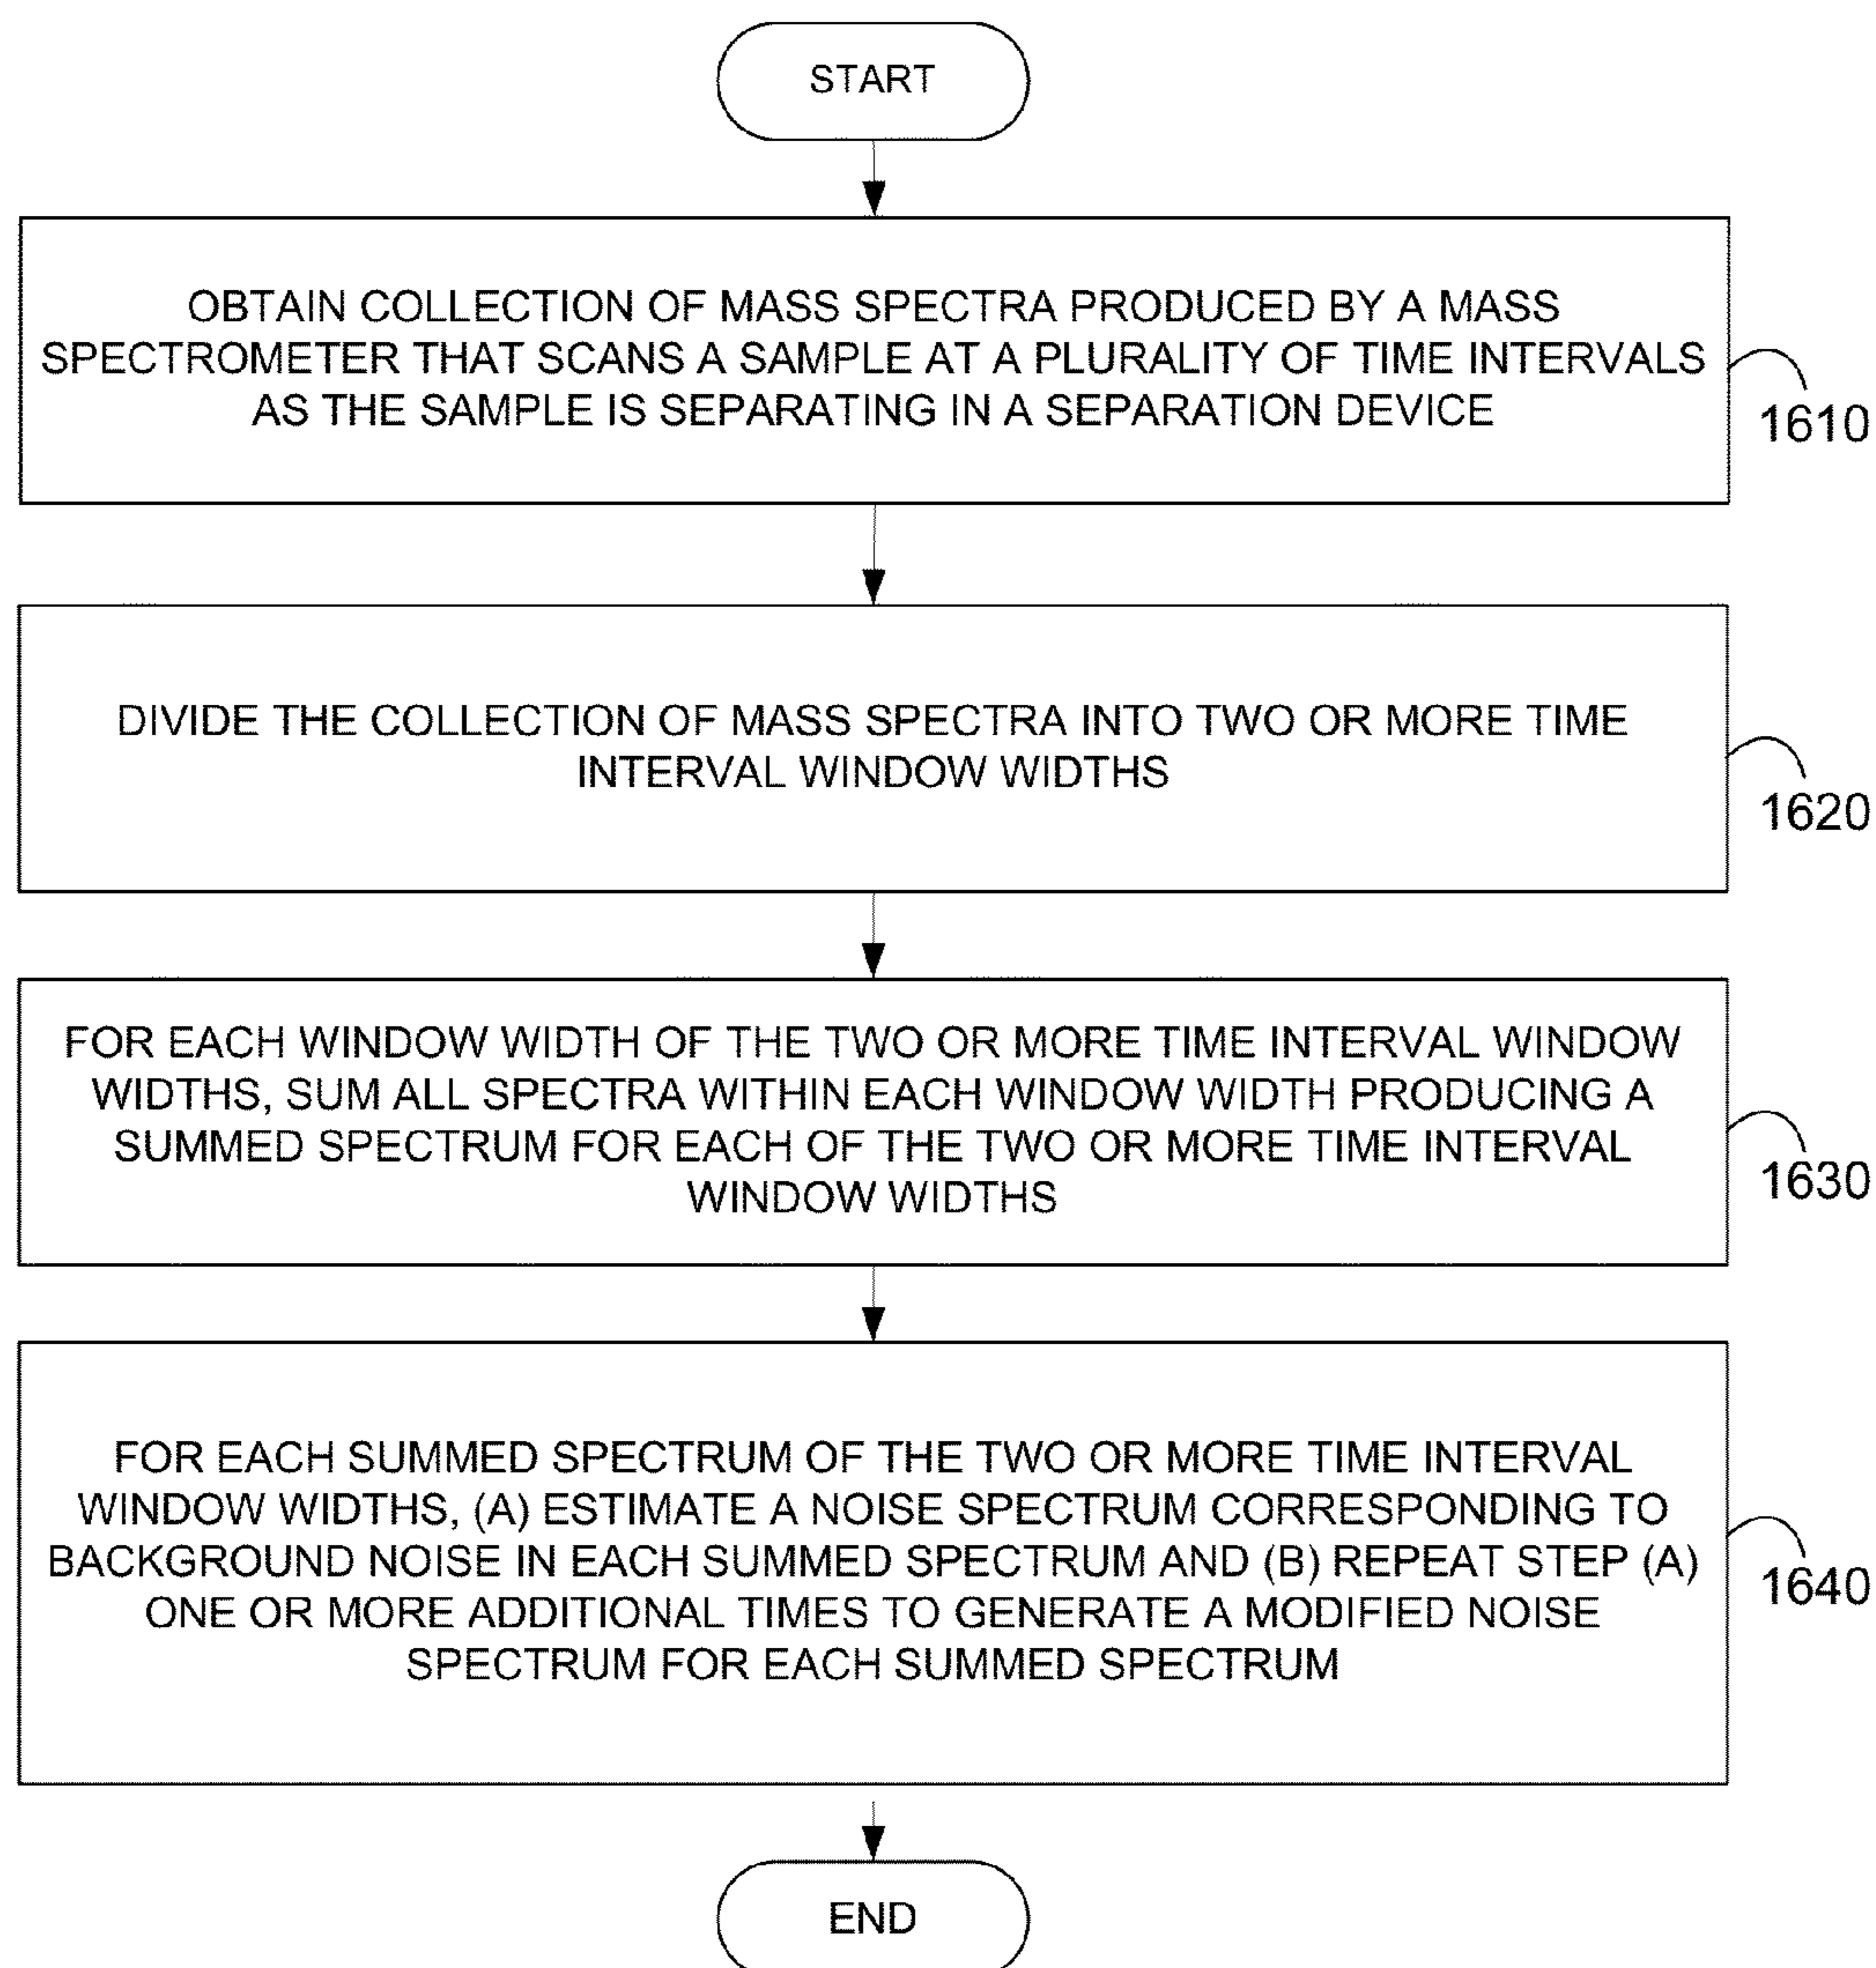 START
OBTAIN COLLECTION OF MASS SPECTRA PRODUCED BY A MASS
SPECTROMETER THAT SCANS A SAMPLE AT A PLURALITY OF TIME INTERVALS
AS THE SAMPLE IS SEPARATING IN A SEPARATION DEVICE
1610
DIVIDE THE COLLECTION OF MASS SPECTRA INTO TWO OR MORE TIME
INTERVAL WINDOW WIDTHS
1620
FOR EACH WINDOW WIDTH OF THE TWO OR MORE TIME INTERVAL WINDOW
WIDTHS, SUM ALL SPECTRA WITHIN EACH WINDOW WIDTH PRODUCING A
SUMMED SPECTRUM FOR EACH OF THE TWO OR MORE TIME INTERVAL
WINDOW WIDTHS
1630
FOR EACH SUMMED SPECTRUM OF THE TWO OR MORE TIME INTERVAL
WINDOW WIDTHS, (A) ESTIMATE A NOISE SPECTRUM CORRESPONDING TO
BACKGROUND NOISE IN EACH SUMMED SPECTRUM AND (B) REPEAT STEP (A)
ONE OR MORE ADDITIONAL TIMES TO GENERATE A MODIFIED NOISE
SPECTRUM FOR EACH SUMMED SPECTRUM
1640
END